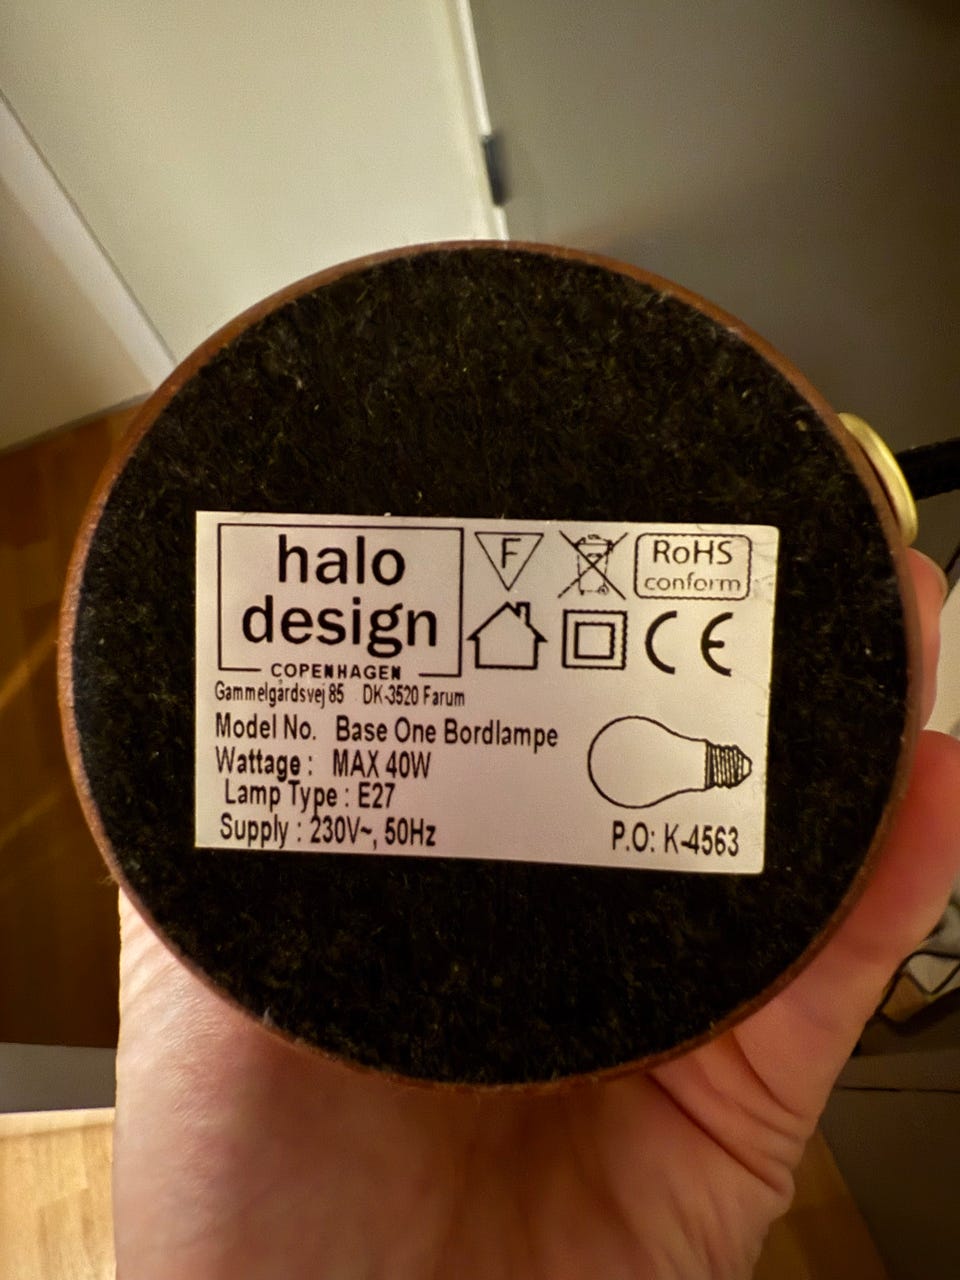 halo
design
COPENHAGEN
F
RoHS
conform
CE
Gammelgårdsvej 85 DK-3520 Farum
Model No. Base One Bordlampe
Wattage : MAX 40W
Lamp Type : E27
Supply : 230V~, 50Hz
P.O: K-4563